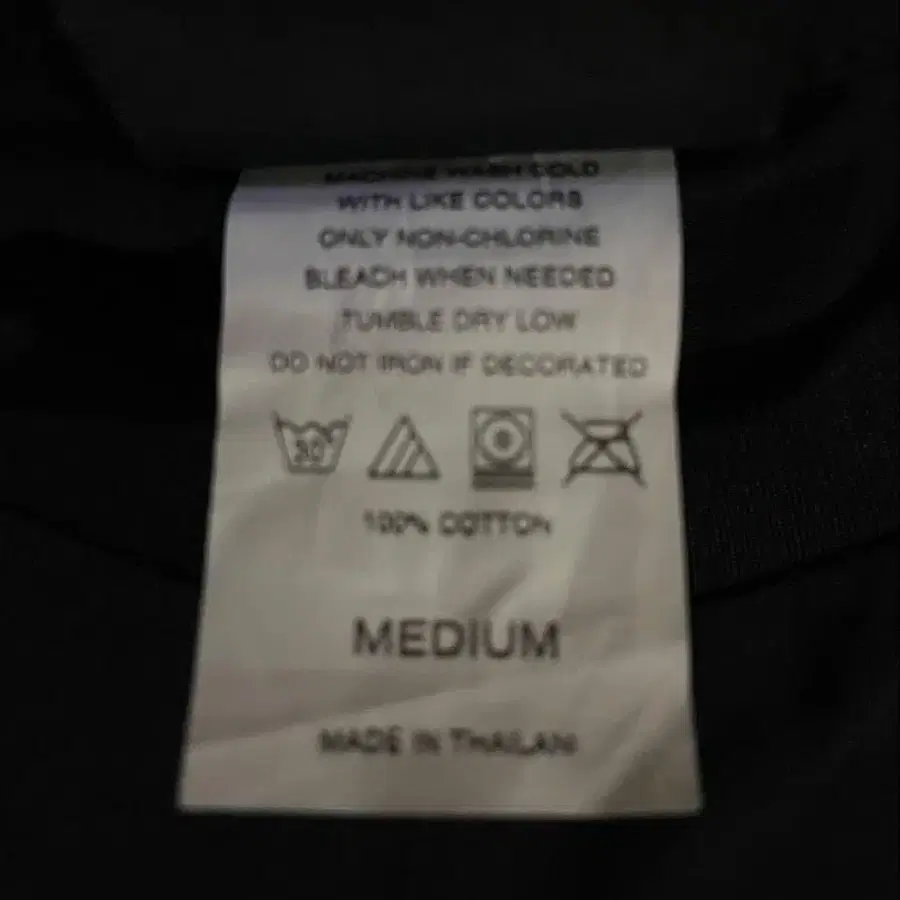 MACHINE WASH COLD
WITH LIKE COLORS
ONLY NON-CHLORINE
BLEACH WHEN NEEDED
TUMBLE DRY LOW
DO NOT IRON IF DECORATED
30
100% COTTON
MEDIUM
MADE IN THAILAN